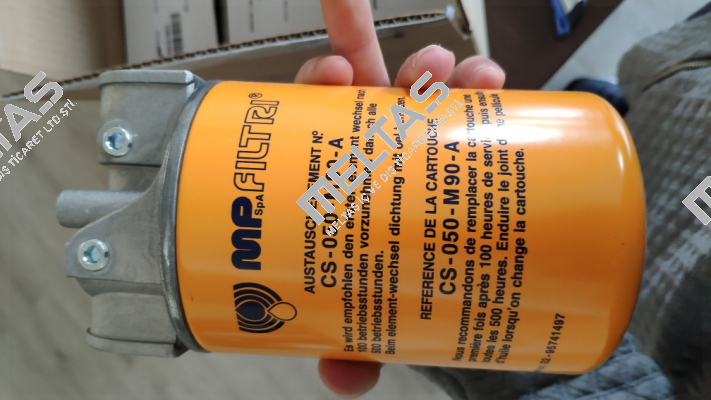 MP FILTRI®
SpA
AUSTAUSCH ELEMENT Nº
CS-050-M90-A
Es wird empfohlen den ersten element wechsel nach
100 betriebsstunden vorzunehmen danach alle
500 betriebsstunden.
Beim element-wechsel dichtung mit oel
REFERENCE DE LA CARTOUCHE
CS-050-M90-A
Nous recommandons de remplacer la cartouche une
première fois après 100 heures de service puis ensuite
toutes les 500 heures. Enduire le joint d'une pellicule
d'huile lorsqu'on change la cartouche.
MELTAS